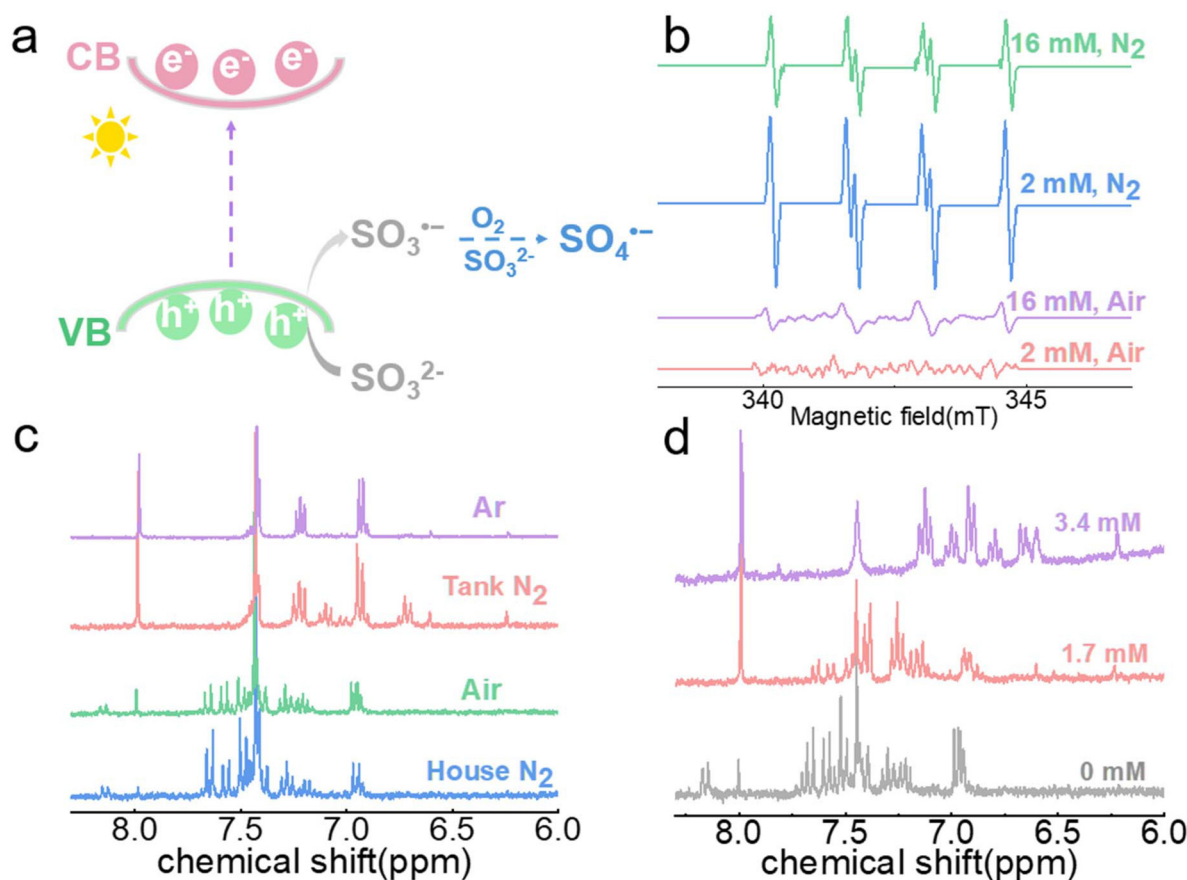 a
CB
e- e- e-
SO3•− O2 SO4•−
SO32-
VB
h+ h+ h+
SO32-
b
16 mM, N2
2 mM, N2
16 mM, Air
2 mM, Air
340 345
Magnetic field(mT)
c
Ar
Tank N2
Air
House N2
8.0 7.5 7.0 6.5 6.0
chemical shift(ppm)
d
3.4 mM
1.7 mM
0 mM
8.0 7.5 7.0 6.5 6.0
chemical shift(ppm)